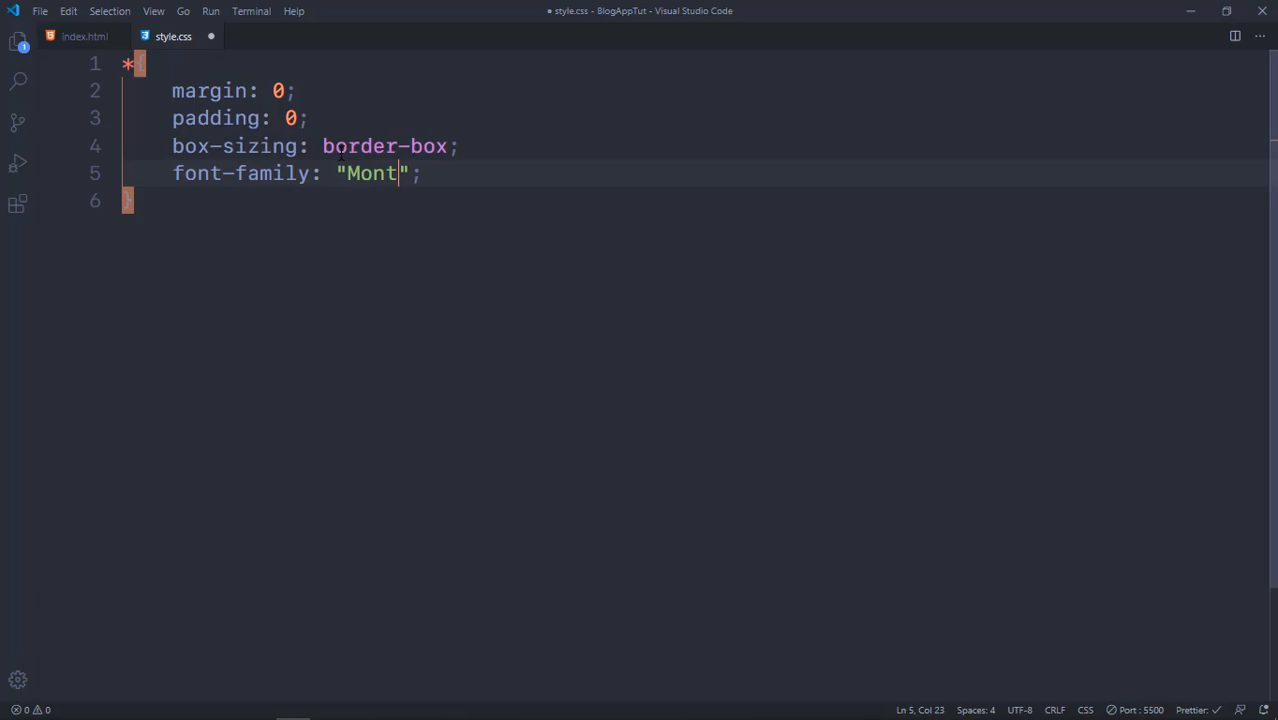 File Edit Selection View Go Run Terminal Help
● style.css - BlogAppTut - Visual Studio Code
index.html style.css ●
1 *{
2 margin: 0;
3 padding: 0;
4 box-sizing: border-box;
5 font-family: "Mont";
6 }
1
0 0
Ln 5, Col 23 Spaces: 4 UTF-8 CRLF CSS Port : 5500 Prettier: ✓